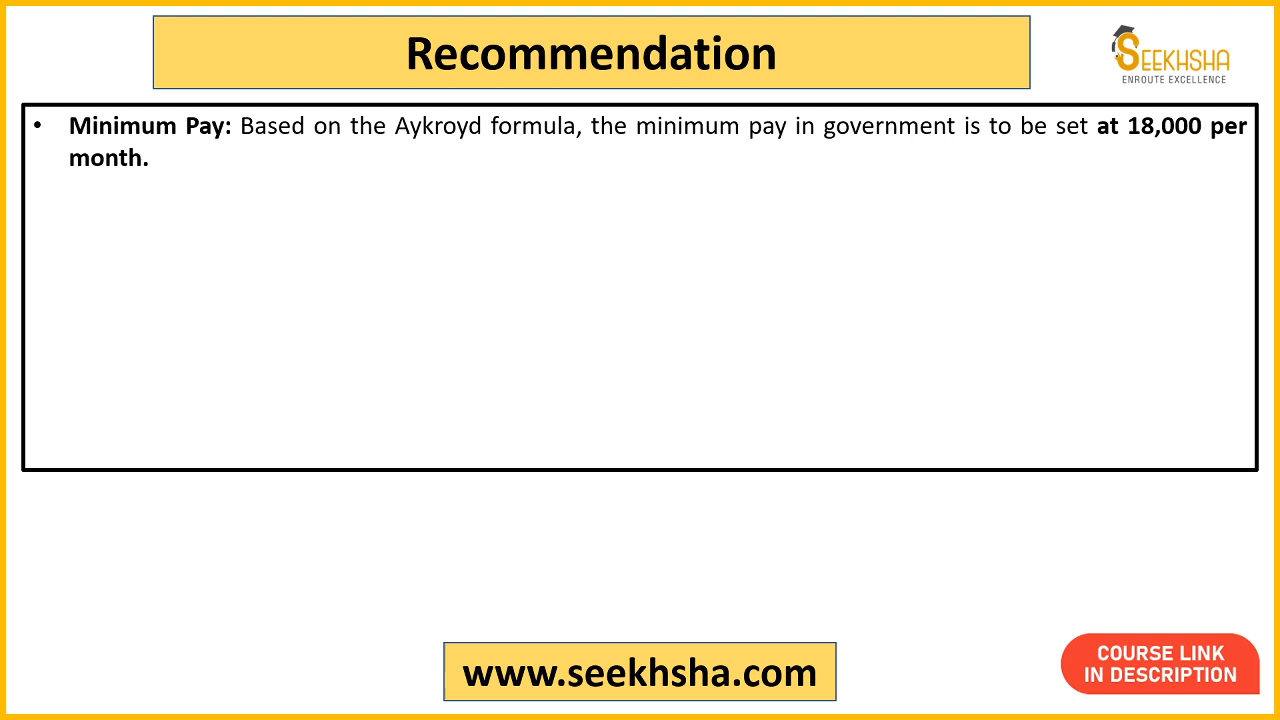 Recommendation
SEEKHSHA
ENROUTE EXCELLENCE
• Minimum Pay: Based on the Aykroyd formula, the minimum pay in government is to be set at 18,000 per
month.
www.seekhsha.com
COURSE LINK
IN DESCRIPTION